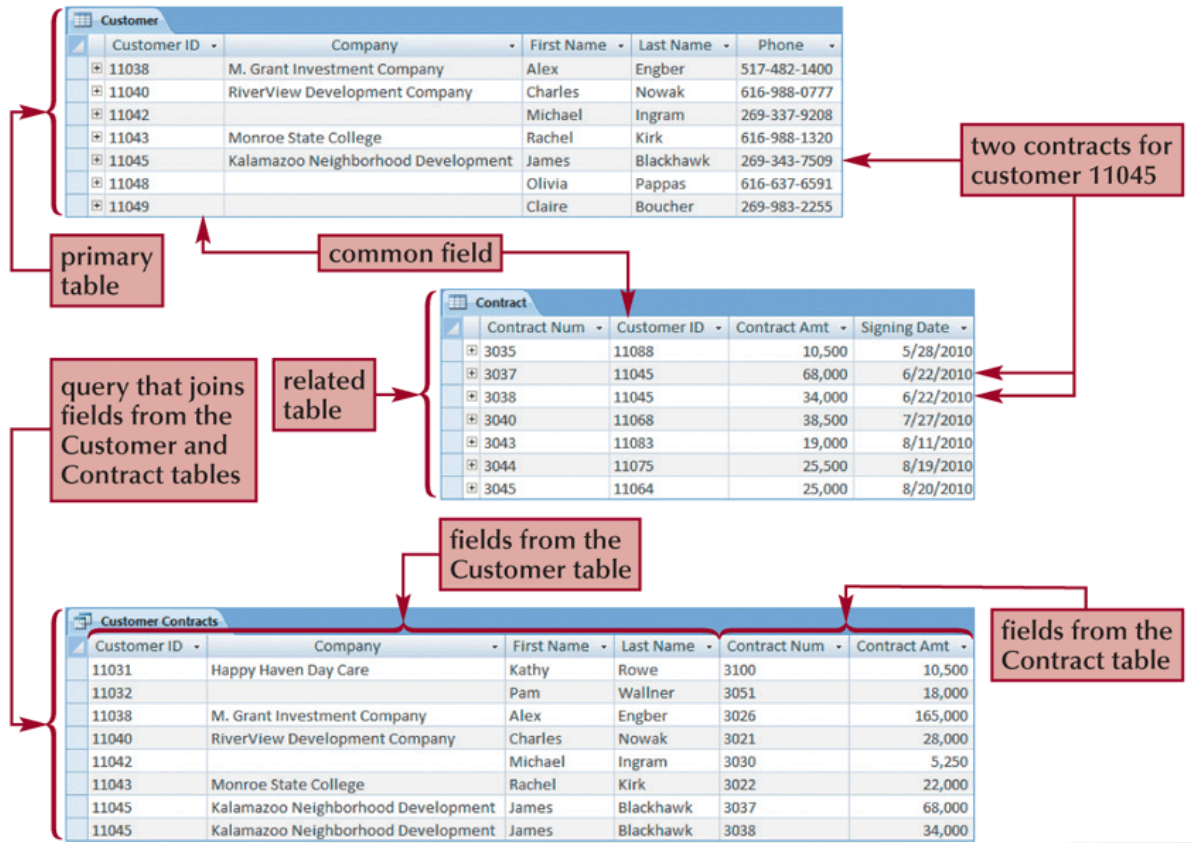 Customer
Customer ID Company First Name Last Name Phone
11038 M. Grant Investment Company Alex Engber 517-482-1400
11040 RiverView Development Company Charles Nowak 616-988-0777
11042 Michael Ingram 269-337-9208
11043 Monroe State College Rachel Kirk 616-988-1320
11045 Kalamazoo Neighborhood Development James Blackhawk 269-343-7509
11048 Olivia Pappas 616-637-6591
11049 Claire Boucher 269-983-2255
two contracts for
customer 11045
primary
table
common field
Contract
Contract Num Customer ID Contract Amt Signing Date
3035 11088 10,500 5/28/2010
3037 11045 68,000 6/22/2010
3038 11045 34,000 6/22/2010
3040 11068 38,500 7/27/2010
3043 11083 19,000 8/11/2010
3044 11075 25,500 8/19/2010
3045 11064 25,000 8/20/2010
query that joins
fields from the
Customer and
Contract tables
related
table
fields from the
Customer table
fields from the
Contract table
Customer Contracts
Customer ID Company First Name Last Name Contract Num Contract Amt
11031 Happy Haven Day Care Kathy Rowe 3100 10,500
11032 Pam Wallner 3051 18,000
11038 M. Grant Investment Company Alex Engber 3026 165,000
11040 RiverView Development Company Charles Nowak 3021 28,000
11042 Michael Ingram 3030 5,250
11043 Monroe State College Rachel Kirk 3022 22,000
11045 Kalamazoo Neighborhood Development James Blackhawk 3037 68,000
11045 Kalamazoo Neighborhood Development James Blackhawk 3038 34,000